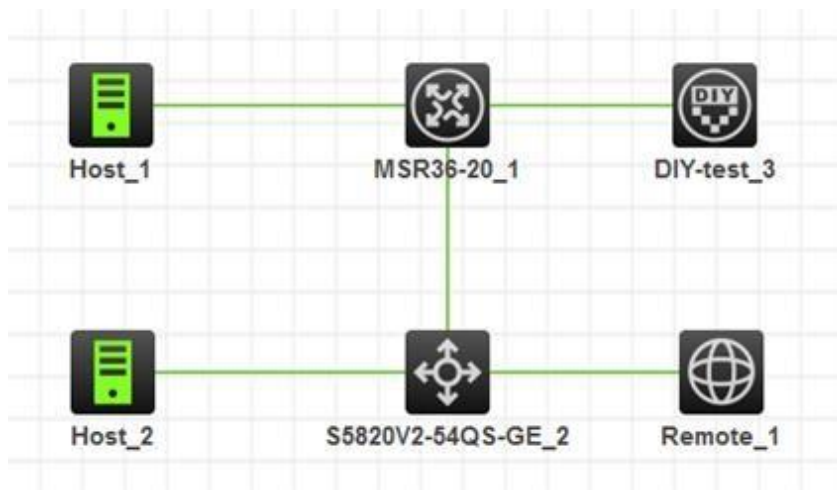 DIY
Host_1
MSR36-20_1
DIY-test_3
Host_2
S5820V2-54QS-GE_2
Remote_1